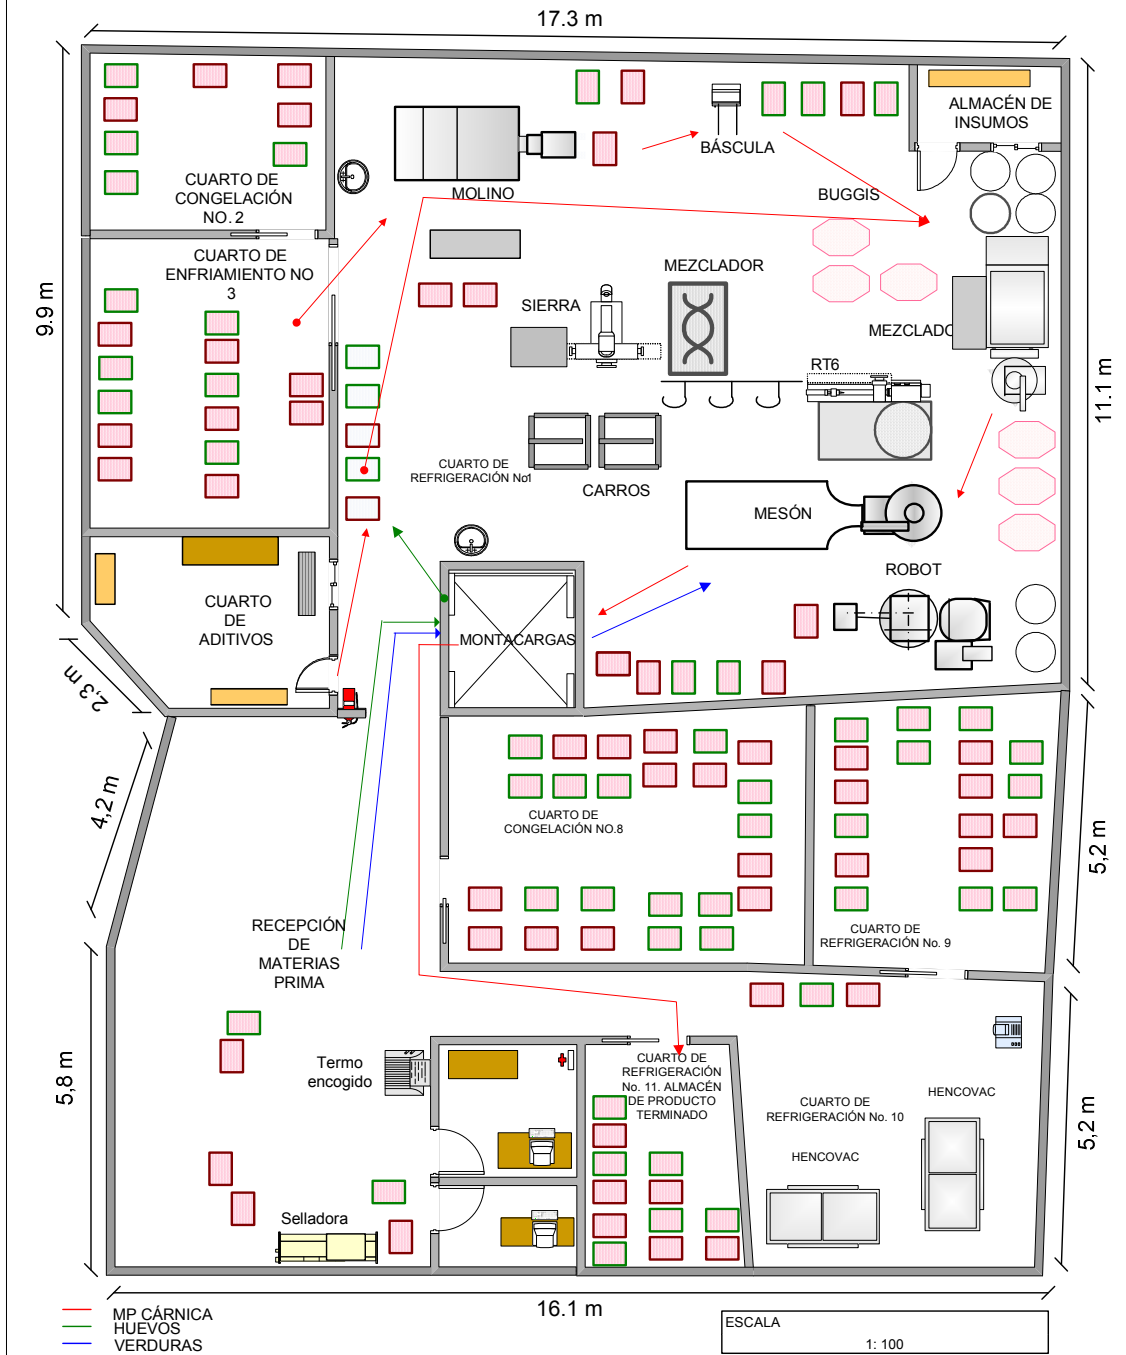 17.3 m
ALMACÉN DE
INSUMOS
BÁSCULA
CUARTO DE
CONGELACIÓN
NO. 2
MOLINO
BUGGIS
CUARTO DE
ENFRIAMIENTO NO
3
MEZCLADOR
9.9 m
SIERRA
MEZCLADO
RT6
11.1 m
CUARTO DE
REFRIGERACIÓN No1
CARROS
MESÓN
ROBOT
CUARTO
DE
ADITIVOS
MONTACARGAS
T
2,3 m
4,2 m
CUARTO DE
CONGELACIÓN NO.8
5,2 m
RECEPCIÓN
DE
MATERIAS
PRIMA
CUARTO DE
REFRIGERACIÓN No. 9
Termo
encogido
CUARTO DE
REFRIGERACIÓN
No. 11. ALMACÉN
DE PRODUCTO
TERMINADO
5,8 m
HENCOVAC
CUARTO DE
REFRIGERACIÓN No. 10
5,2 m
HENCOVAC
Selladora
16.1 m
MP CÁRNICA
HUEVOS
VERDURAS
ESCALA
1: 100